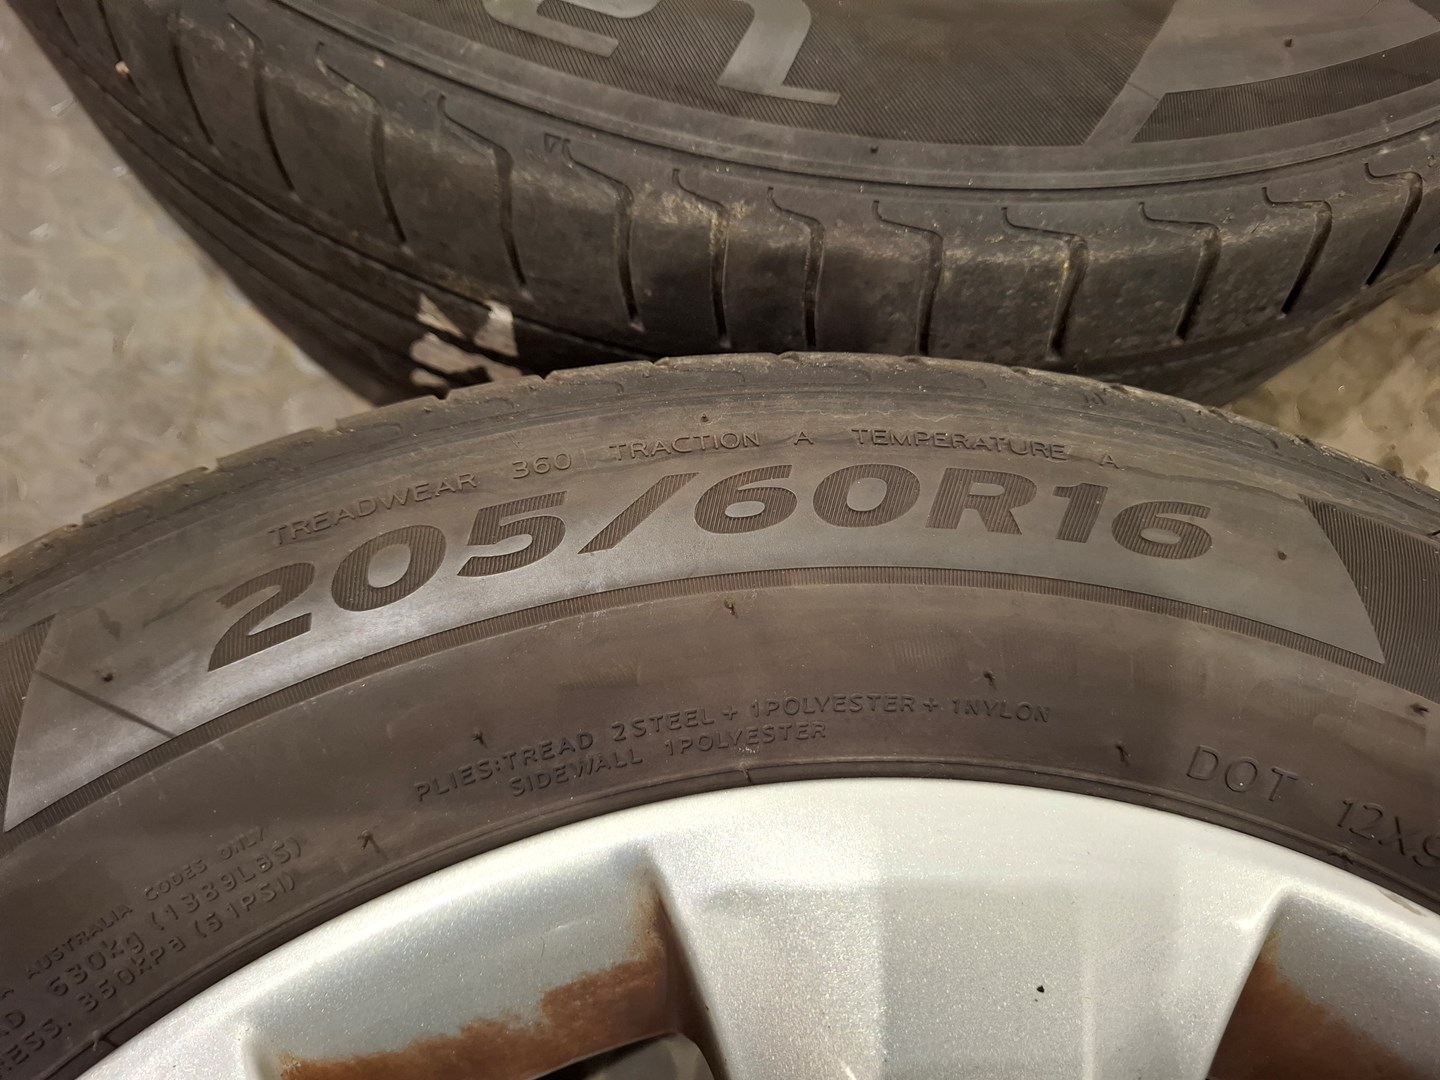 TREADWEAR 360 TRACTION A TEMPERATURE A
205/60R16
PLIES:TREAD 2STEEL + 1POLYESTER + 1NYLON
SIDEWALL 1POLYESTER
DOT 12X9
AUSTRALIA CODES ONLY
630kg (1389LBS)
350kPa (51PSI)